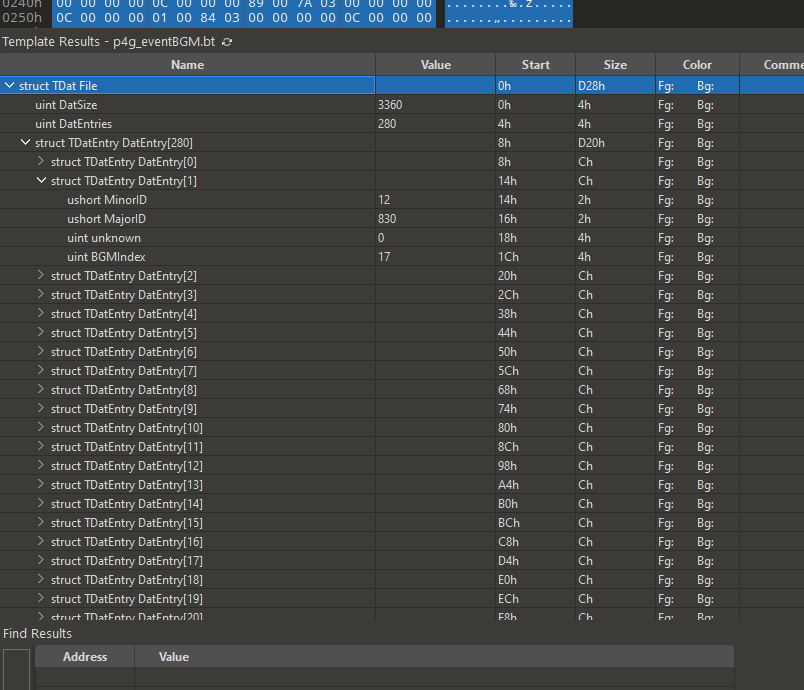 0240h 00 00 00 00 0C 00 00 00 89 00 7A 03 00 00 00 00 ........‰.z.....
0250h 0C 00 00 00 01 00 84 03 00 00 00 00 0C 00 00 00 ......„.........
Template Results - p4g_eventBGM.bt
Name Value Start Size Color Comme
struct TDat File 0h D28h Fg: Bg:
uint DatSize 3360 0h 4h Fg: Bg:
uint DatEntries 280 4h 4h Fg: Bg:
struct TDatEntry DatEntry[280] 8h D20h Fg: Bg:
struct TDatEntry DatEntry[0] 8h Ch Fg: Bg:
struct TDatEntry DatEntry[1] 14h Ch Fg: Bg:
ushort MinorID 12 14h 2h Fg: Bg:
ushort MajorID 830 16h 2h Fg: Bg:
uint unknown 0 18h 4h Fg: Bg:
uint BGMIndex 17 1Ch 4h Fg: Bg:
struct TDatEntry DatEntry[2] 20h Ch Fg: Bg:
struct TDatEntry DatEntry[3] 2Ch Ch Fg: Bg:
struct TDatEntry DatEntry[4] 38h Ch Fg: Bg:
struct TDatEntry DatEntry[5] 44h Ch Fg: Bg:
struct TDatEntry DatEntry[6] 50h Ch Fg: Bg:
struct TDatEntry DatEntry[7] 5Ch Ch Fg: Bg:
struct TDatEntry DatEntry[8] 68h Ch Fg: Bg:
struct TDatEntry DatEntry[9] 74h Ch Fg: Bg:
struct TDatEntry DatEntry[10] 80h Ch Fg: Bg:
struct TDatEntry DatEntry[11] 8Ch Ch Fg: Bg:
struct TDatEntry DatEntry[12] 98h Ch Fg: Bg:
struct TDatEntry DatEntry[13] A4h Ch Fg: Bg:
struct TDatEntry DatEntry[14] B0h Ch Fg: Bg:
struct TDatEntry DatEntry[15] BCh Ch Fg: Bg:
struct TDatEntry DatEntry[16] C8h Ch Fg: Bg:
struct TDatEntry DatEntry[17] D4h Ch Fg: Bg:
struct TDatEntry DatEntry[18] E0h Ch Fg: Bg:
struct TDatEntry DatEntry[19] ECh Ch Fg: Bg:
struct TDatEntry DatEntry[20] F8h Ch Fg: Bg:
Find Results
Address Value